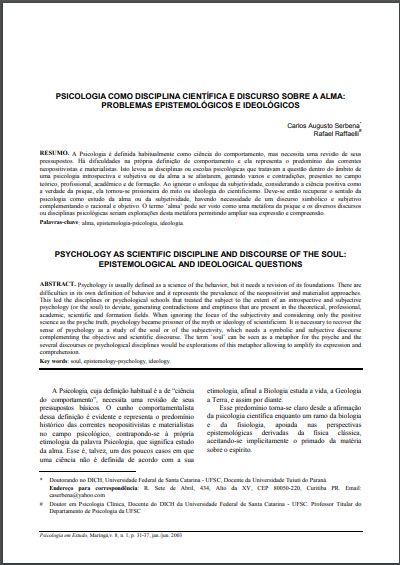 PSICOLOGIA COMO DISCIPLINA CIENTÍFICA E DISCURSO SOBRE A ALMA:
PROBLEMAS EPISTEMOLÓGICOS E IDEOLÓGICOS
Carlos Augusto Serbena*
Rafael Raffaelli#
RESUMO. A Psicologia é definida habitualmente como ciência do comportamento, mas necessita uma revisão de seus
pressupostos. Há dificuldades na própria definição de comportamento e ela representa o predomínio das correntes
neopositivistas e materialistas. Isto levou as disciplinas ou escolas psicológicas que tratavam a questão dentro do âmbito de
uma psicologia introspectiva e subjetiva ou da alma a se afastarem, gerando vazios e contradições, presentes no campo
teórico, profissional, acadêmico e de formação. Ao ignorar o enfoque da subjetividade, considerando a ciência positiva como
a verdade da psique, ela tornou-se prisioneira do mito ou ideologia do cientificismo. Deve-se então recuperar o sentido da
psicologia como estudo da alma ou da subjetividade, havendo necessidade de um discurso simbólico e subjetivo
complementando o racional e objetivo. O termo "alma" pode ser visto como uma metáfora da psique e os diversos discursos
ou disciplinas psicológicas seriam explorações desta metáfora permitindo ampliar sua expressão e compreensão.
Palavras-chave: alma, epistemologia-psicologia, ideologia.
PSYCHOLOGY AS SCIENTIFIC DISCIPLINE AND DISCOURSE OF THE SOUL:
EPISTEMOLOGICAL AND IDEOLOGICAL QUESTIONS
ABSTRACT. Psychology is usually defined as a science of the behavior, but it needs a revision of its foundations. There are
difficulties in its own definition of behavior and it represents the prevalence of the neopositivist and materialist approaches.
This led the disciplines or psychological schools that treated the subject to the extent of an introspective and subjective
psychology (or the soul) to deviate, generating contradictions and emptiness that are present in the theoretical, professional,
academic, scientific and formation fields. When ignoring the focus of the subjectivity and considering only the positive
science as the psyche truth, psychology became prisoner of the myth or ideology of scientificism. It is necessary to recover the
sense of psychology as a study of the soul or of the subjectivity, which needs a symbolic and subjective discourse
complementing the objective and scientific discourse. The term 'soul' can be seen as a metaphor for the psyche and the
several discourses or psychological disciplines would be explorations of this metaphor allowing to amplify its expression and
comprehension.
Key words: soul, epistemology-psychology, ideology.
A Psicologia, cuja definição habitual é a de "ciência
do comportamento", necessita uma revisão de seus
pressupostos básicos. O cunho comportamentalista
dessa definição é evidente e representa o predomínio
histórico das correntes neopositivistas e materialistas
no campo psicológico, contrapondo-se à própria
etimologia da palavra Psicologia, que significa estudo
da alma. Esse é, talvez, um dos poucos casos em que
uma ciência não é definida de acordo com a sua
etimologia, afinal a Biologia estuda a vida, a Geologia
a Terra, e assim por diante.
Esse predomínio torna-se claro desde a afirmação
da psicologia científica enquanto um ramo da biologia
e da fisiologia, apoiada nas perspectivas
epistemológicas derivadas da física clássica,
aceitando-se implicitamente o primado da matéria
sobre o espírito.
* Doutorando no DICH, Universidade Federal de Santa Catarina - UFSC, Docente da Universidade Tuiuti do Paraná.
Endereço para correspondência: R. Sete de Abril, 434, Alto da XV, CEP 80050-220, Curitiba PR. Email:
caserbena@yahoo.com
# Doutor em Psicologia Clínica, Docente do DICH da Universidade Federal de Santa Catarina - UFSC. Professor Titular do
Departamento de Psicologia da UFSC
Psicologia em Estudo, Maringá, v. 8, n. 1, p. 31-37, jan./jun. 2003